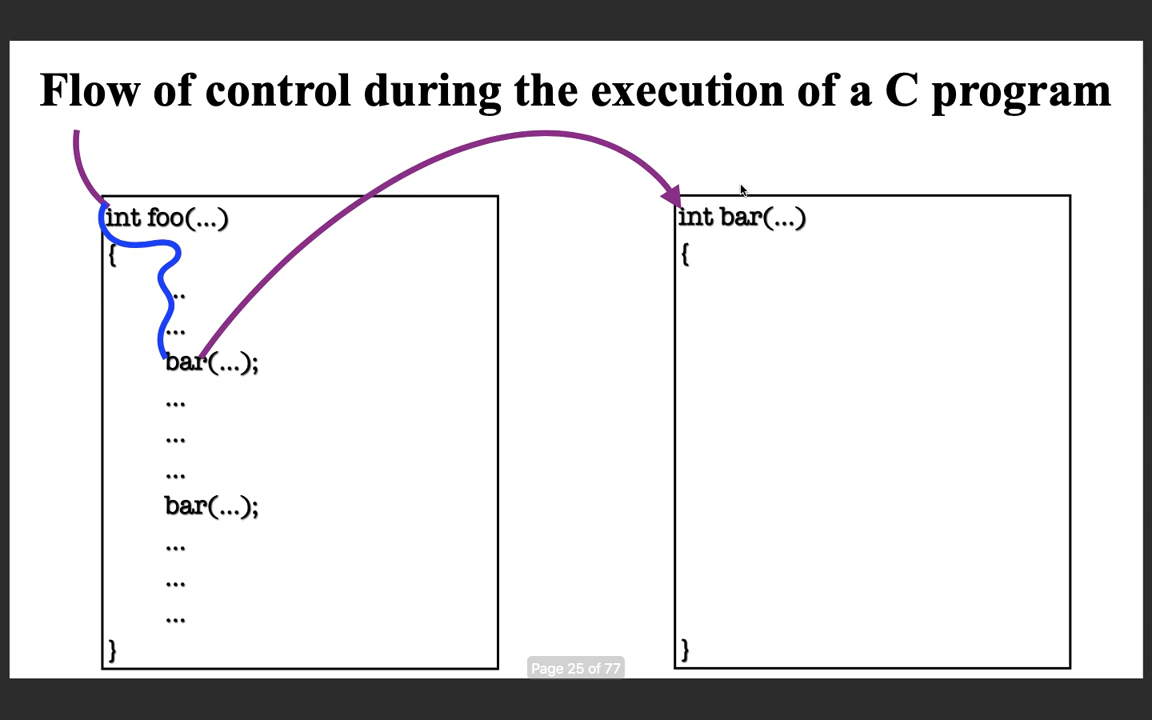 Flow of control during the execution of a C program
int foo(...)
{
...
...
bar(...);
...
...
...
bar(...);
...
...
...
}
int bar(...)
{
}
Page 25 of 77